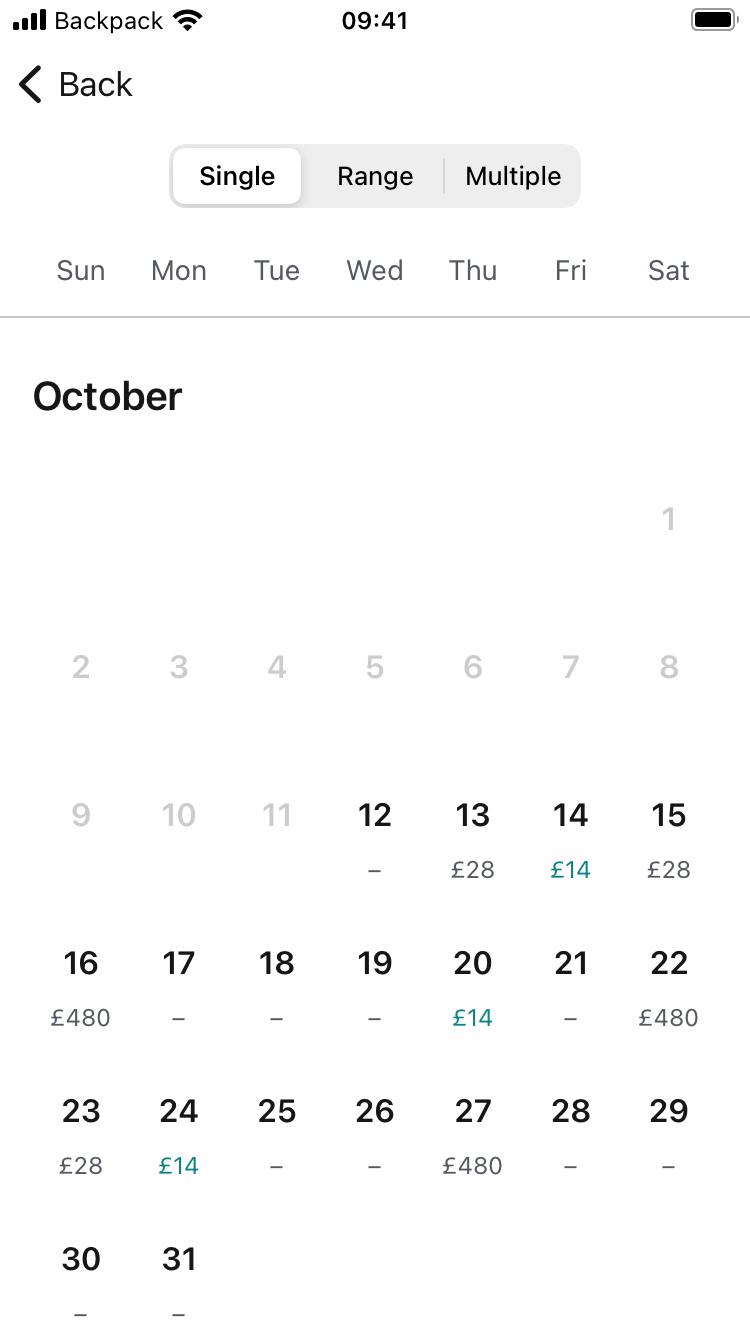 Backpack 09:41
Back
Single Range Multiple
Sun Mon Tue Wed Thu Fri Sat
October
1
2 3 4 5 6 7 8
9 10 11 12 13 14 15
– £28 £14 £28
16 17 18 19 20 21 22
£480 – – – £14 – £480
23 24 25 26 27 28 29
£28 £14 – – £480 – –
30 31
– –